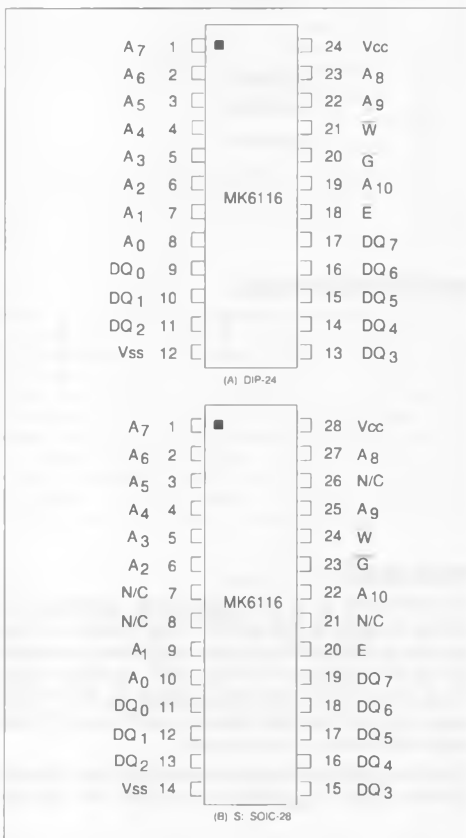 A7 1 24 Vcc
A6 2 23 A8
A5 3 22 A9
A4 4 21 W̅
A3 5 20 G̅
A2 6 19 A10
MK6116
A1 7 18 E̅
A0 8 17 DQ7
DQ0 9 16 DQ6
DQ1 10 15 DQ5
DQ2 11 14 DQ4
Vss 12 13 DQ3
(A) DIP-24
A7 1 28 Vcc
A6 2 27 A8
A5 3 26 N/C
A4 4 25 A9
A3 5 24 W̅
A2 6 23 G̅
N/C 7 22 A10
MK6116
N/C 8 21 N/C
A1 9 20 E
A0 10 19 DQ7
DQ0 11 18 DQ6
DQ1 12 17 DQ5
DQ2 13 16 DQ4
Vss 14 15 DQ3
(B) S: SOIC-28